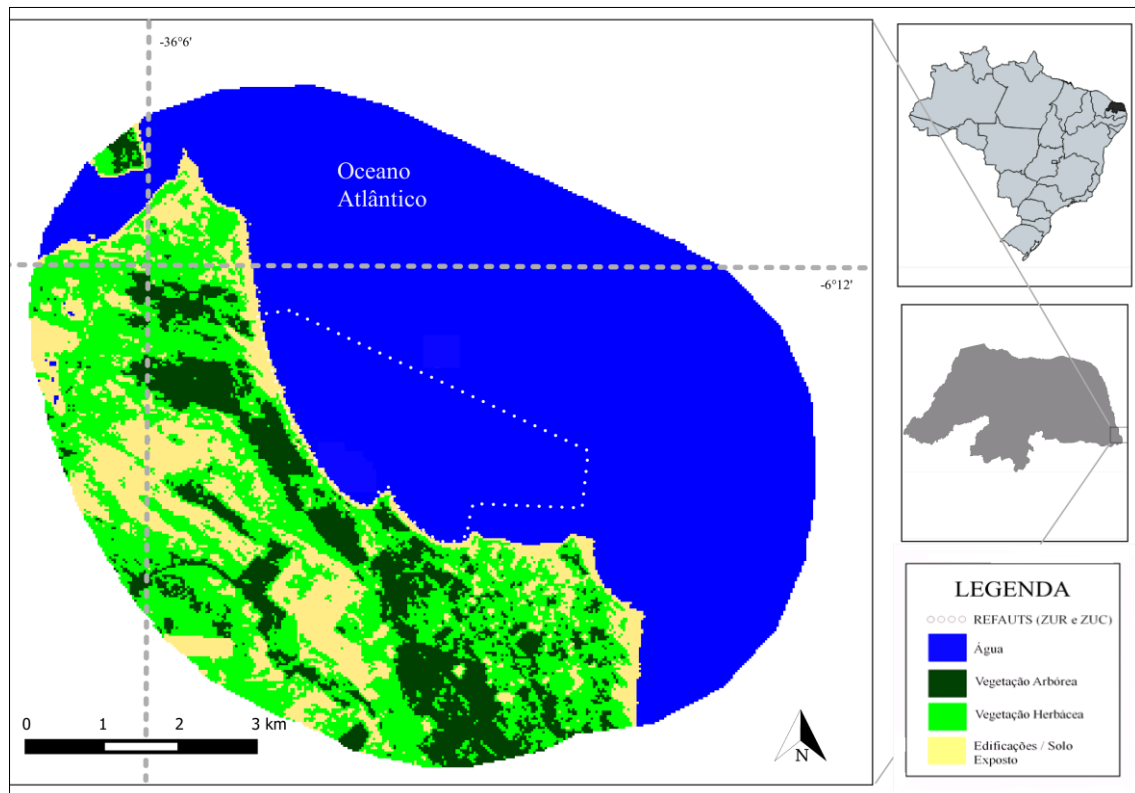 -36°6'
Oceano
Atlântico
-6°12'
0 1 2 3 km
N
LEGENDA
REFAUTS (ZUR e ZUC)
Água
Vegetação Arbórea
Vegetação Herbácea
Edificações / Solo
Exposto